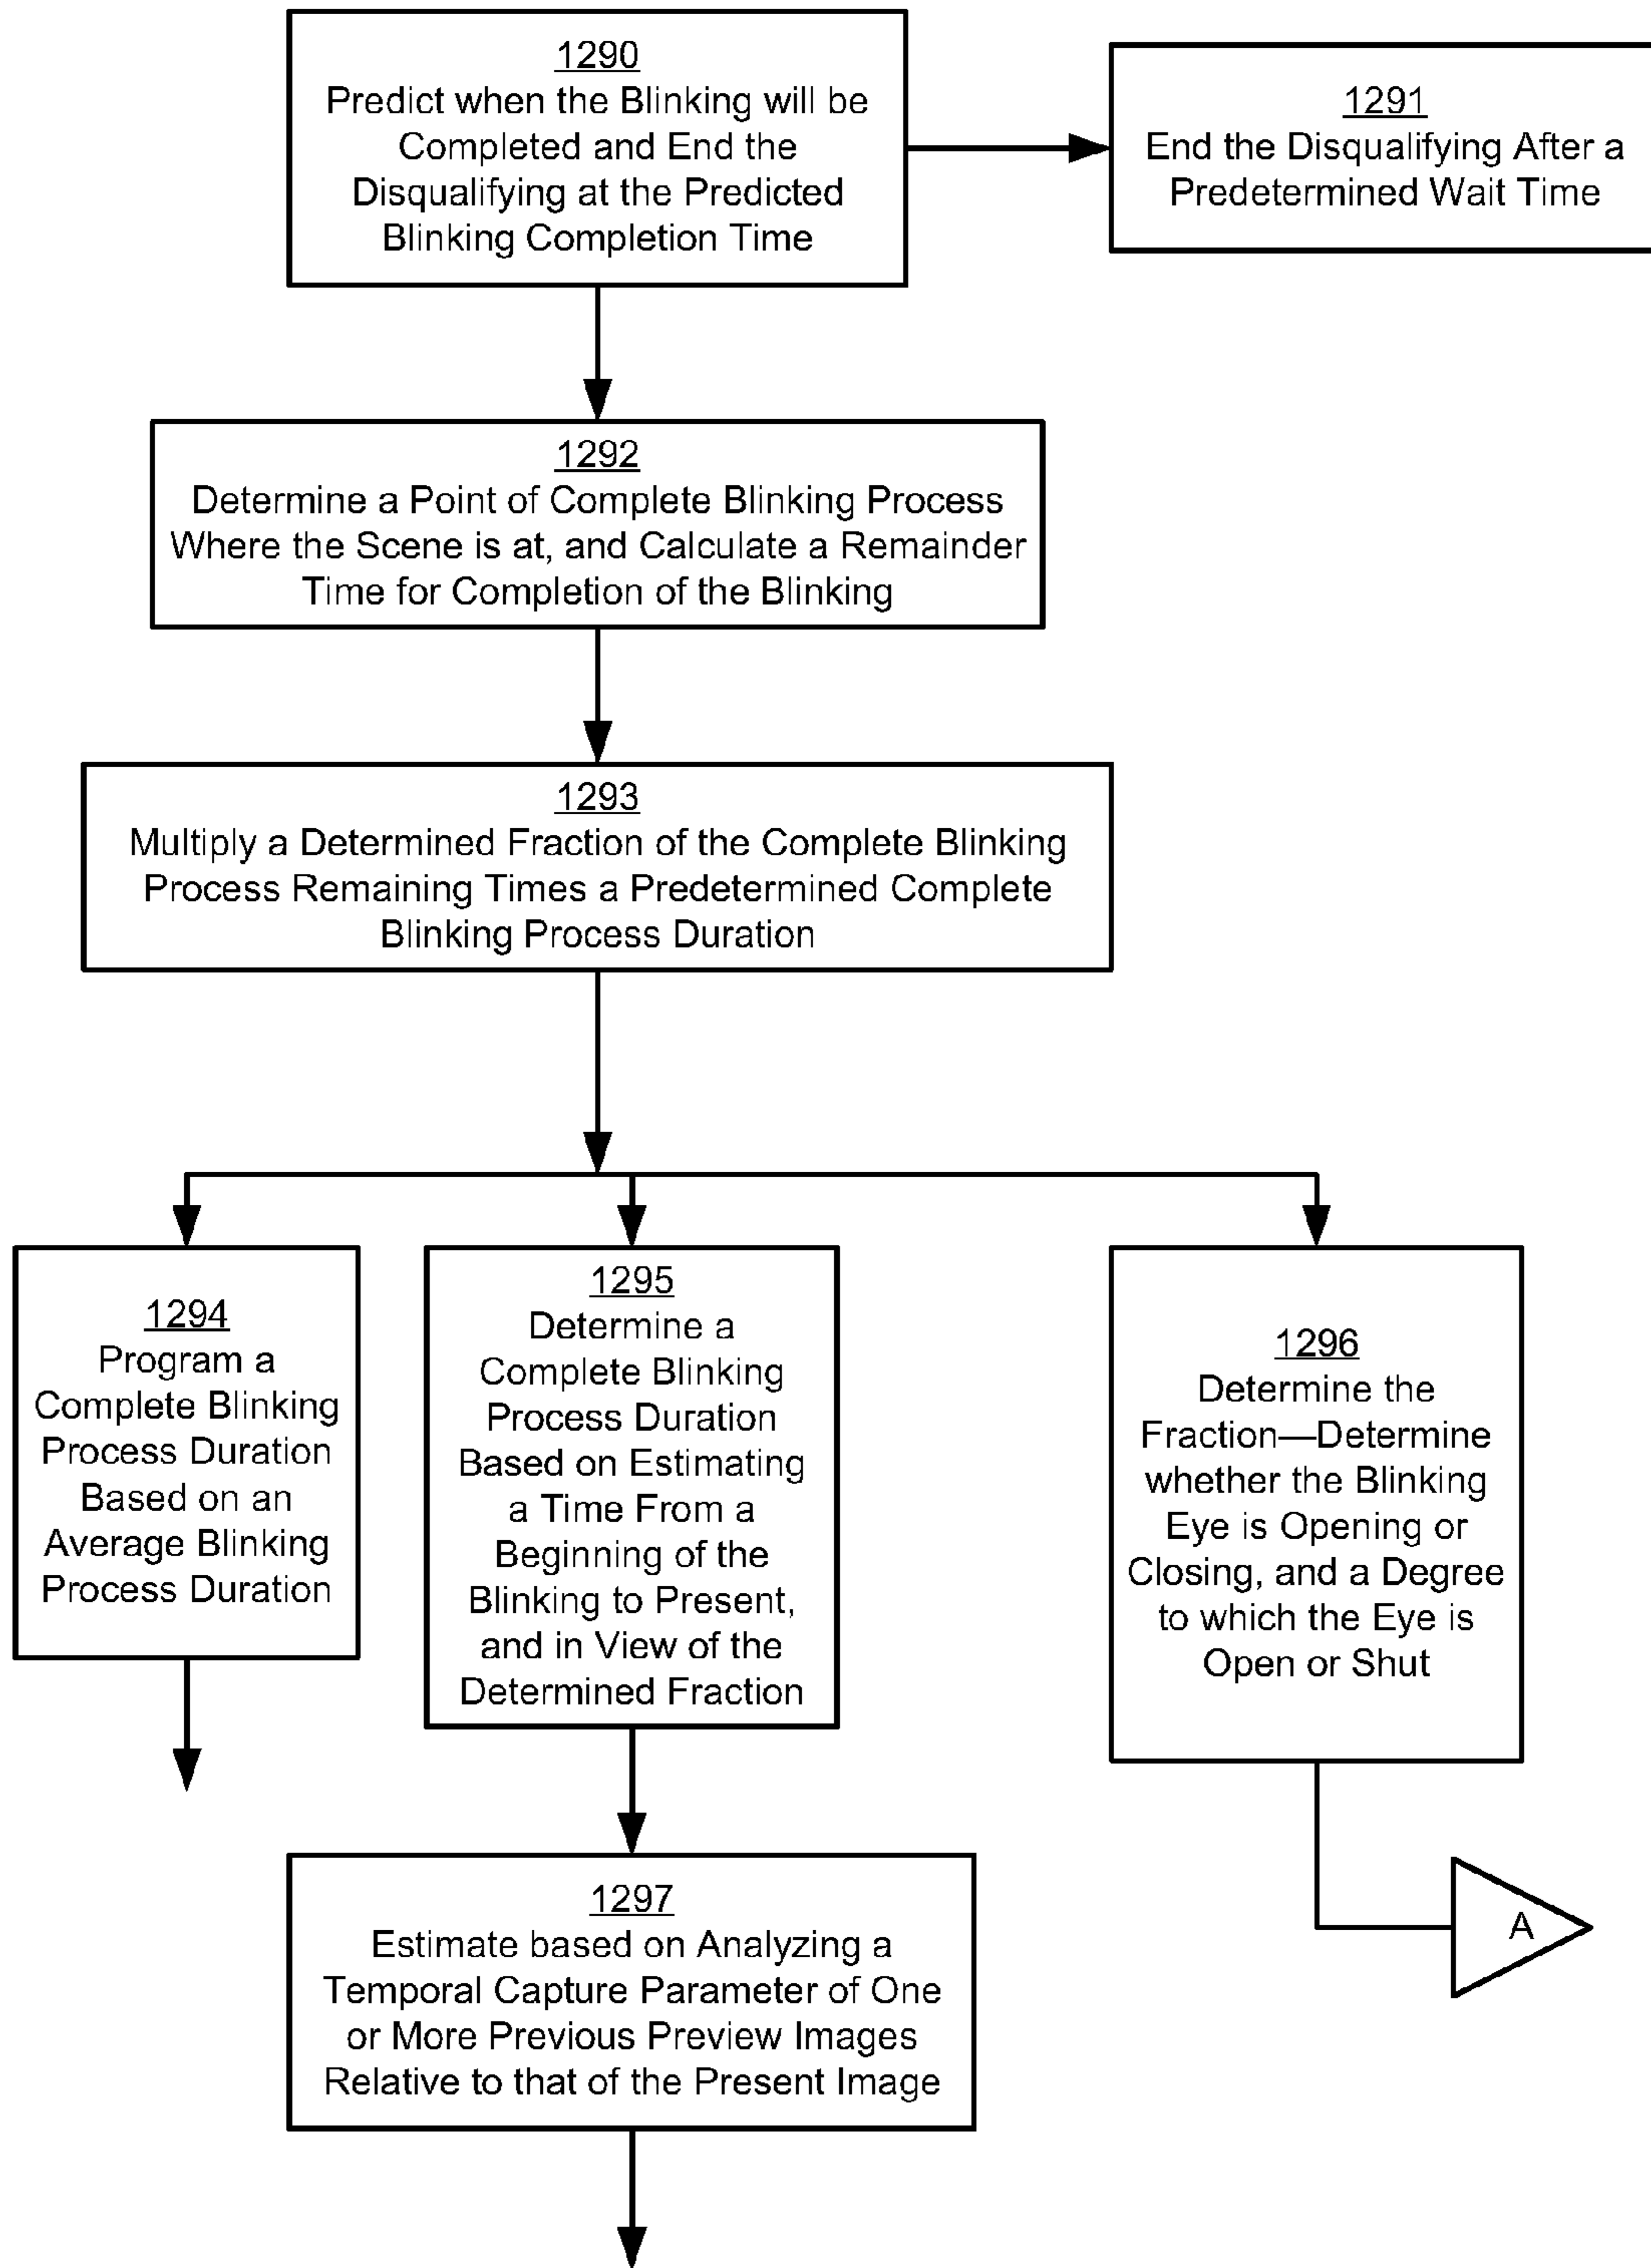 1290
Predict when the Blinking will be
Completed and End the
Disqualifying at the Predicted
Blinking Completion Time
1291
End the Disqualifying After a
Predetermined Wait Time
1292
Determine a Point of Complete Blinking Process
Where the Scene is at, and Calculate a Remainder
Time for Completion of the Blinking
1293
Multiply a Determined Fraction of the Complete Blinking
Process Remaining Times a Predetermined Complete
Blinking Process Duration
1294
Program a
Complete Blinking
Process Duration
Based on an
Average Blinking
Process Duration
1295
Determine a
Complete Blinking
Process Duration
Based on Estimating
a Time From a
Beginning of the
Blinking to Present,
and in View of the
Determined Fraction
1296
Determine the
Fraction—Determine
whether the Blinking
Eye is Opening or
Closing, and a Degree
to which the Eye is
Open or Shut
1297
Estimate based on Analyzing a
Temporal Capture Parameter of One
or More Previous Preview Images
Relative to that of the Present Image
A